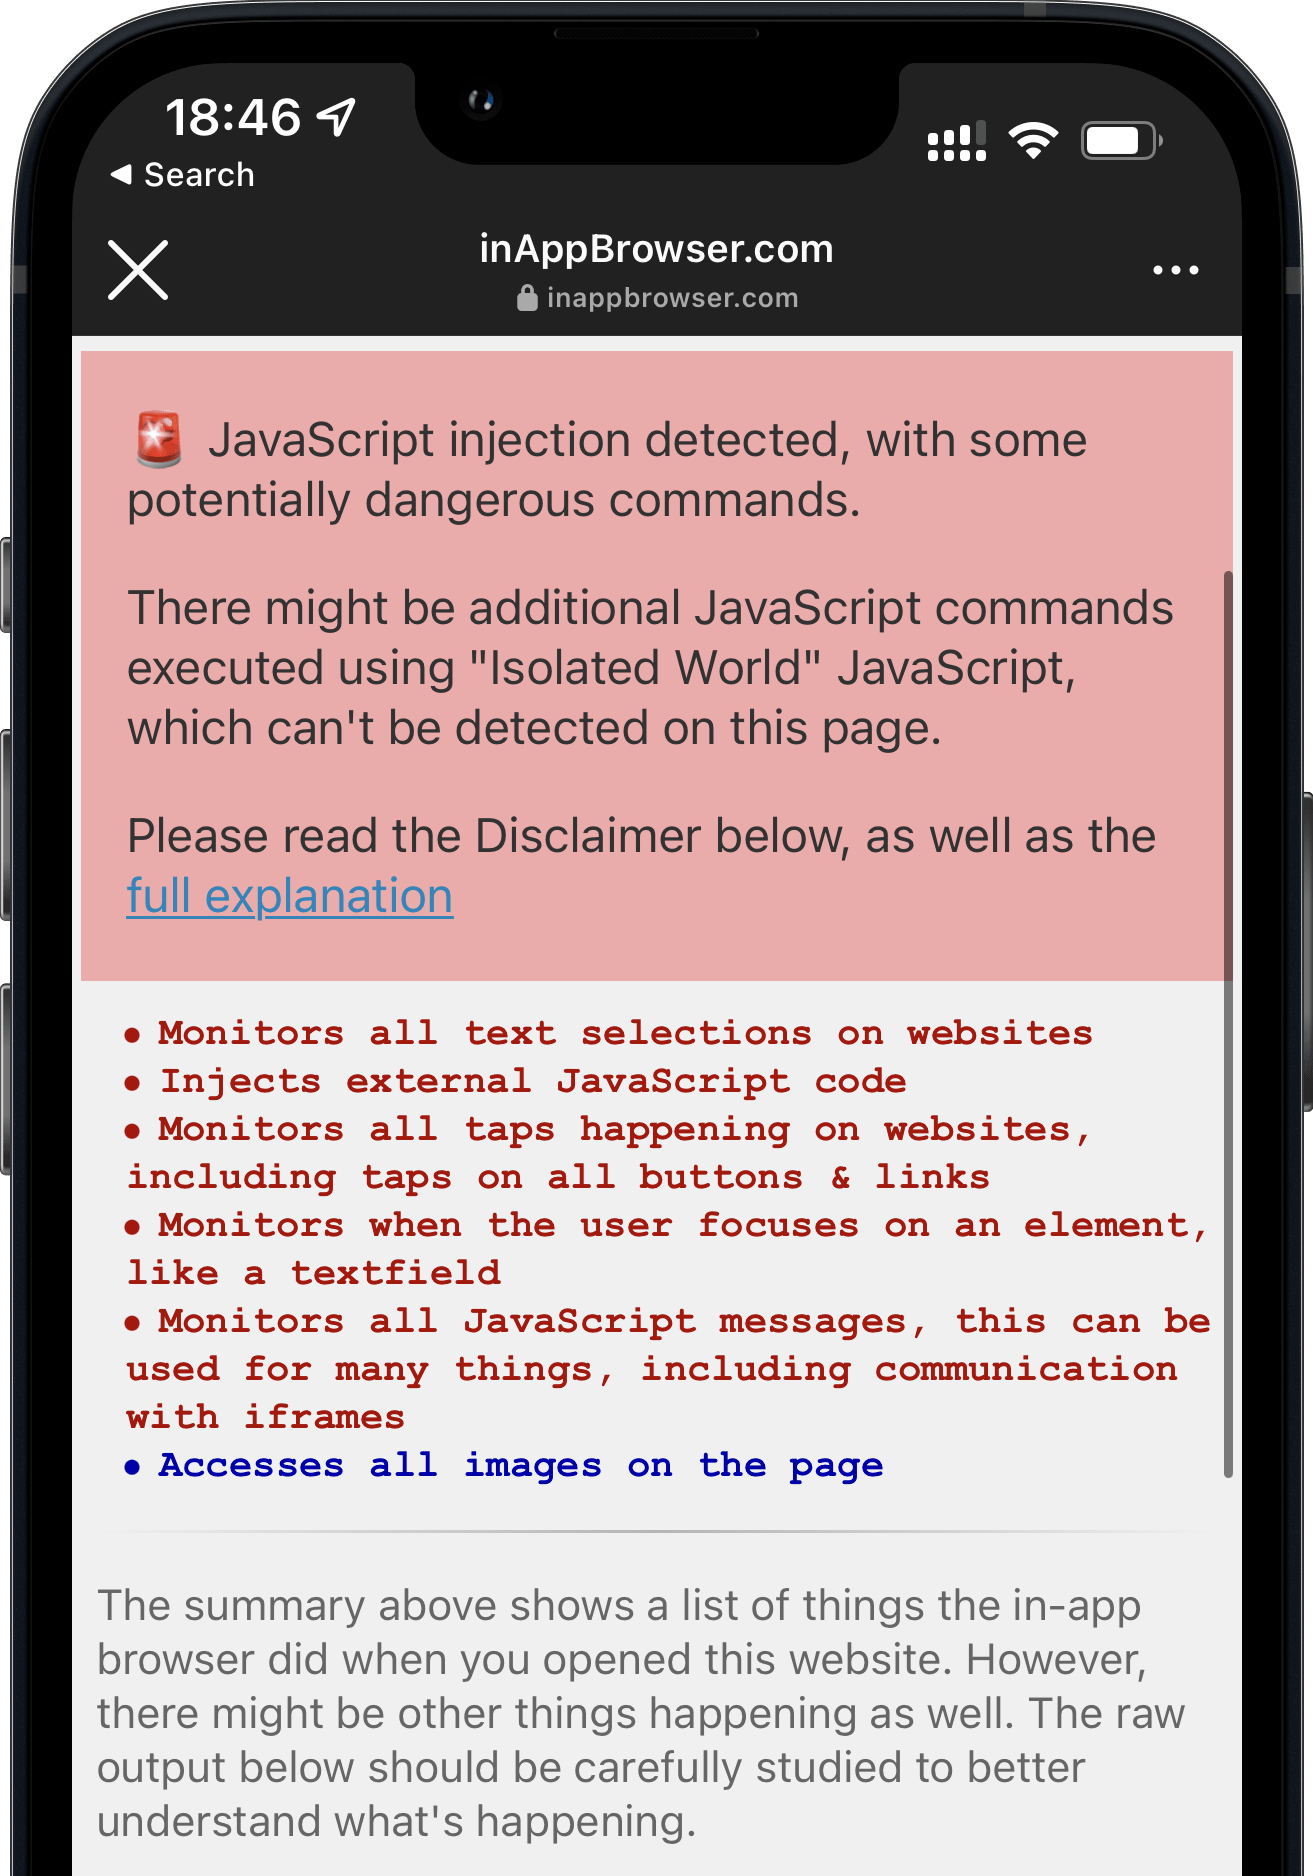 18:46
◀ Search
inAppBrowser.com
inappbrowser.com
🚨 JavaScript injection detected, with some
potentially dangerous commands.
There might be additional JavaScript commands
executed using "Isolated World" JavaScript,
which can't be detected on this page.
Please read the Disclaimer below, as well as the
full explanation
● Monitors all text selections on websites
● Injects external JavaScript code
● Monitors all taps happening on websites,
including taps on all buttons & links
● Monitors when the user focuses on an element,
like a textfield
● Monitors all JavaScript messages, this can be
used for many things, including communication
with iframes
● Accesses all images on the page
The summary above shows a list of things the in-app
browser did when you opened this website. However,
there might be other things happening as well. The raw
output below should be carefully studied to better
understand what's happening.